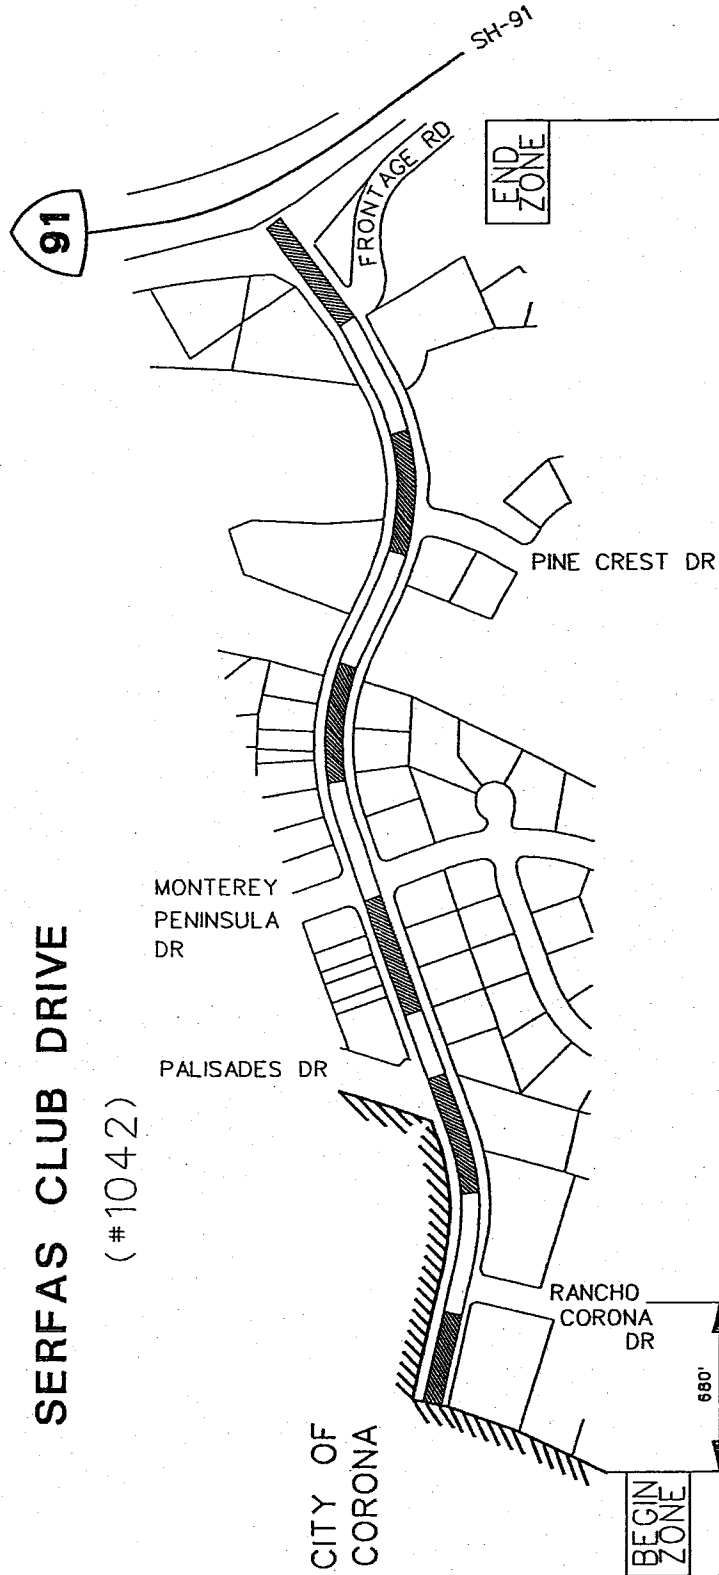 SERFAS CLUB DRIVE
(#1042)
91
SH-91
FRONTAGE RD
END
ZONE
PINE CREST DR
MONTEREY
PENINSULA
DR
PALISADES DR
RANCHO
CORONA
DR
680'
CITY OF
CORONA
BEGIN
ZONE